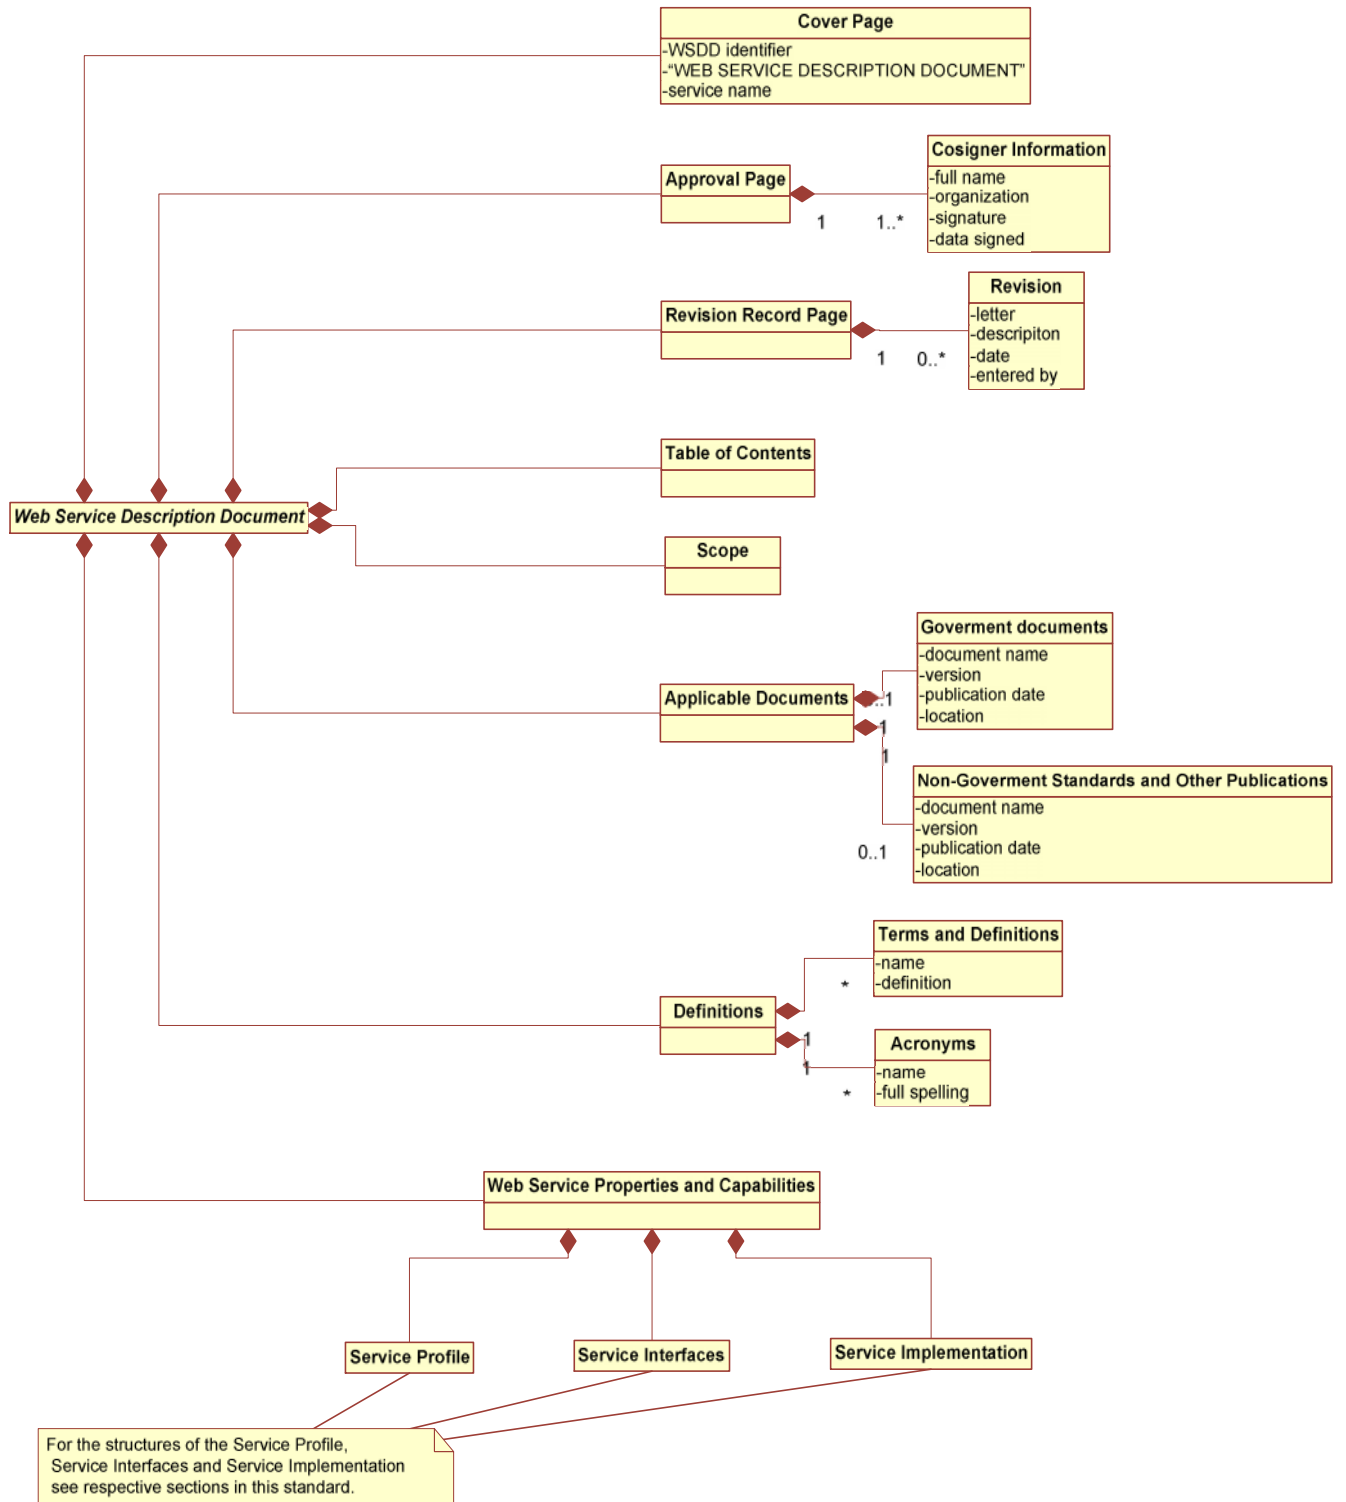 Cover Page
-WSDD identifier
-“WEB SERVICE DESCRIPTION DOCUMENT”
-service name
Cosigner Information
-full name
-organization
-signature
-data signed
Approval Page
1
1..*
Revision
-letter
-descripiton
-date
-entered by
Revision Record Page
1
0..*
Table of Contents
Web Service Description Document
Scope
Goverment documents
-document name
-version
-publication date
-location
Applicable Documents
..1
1
1
Non-Goverment Standards and Other Publications
-document name
-version
-publication date
-location
0..1
Terms and Definitions
-name
-definition
*
Definitions
1
1
Acronyms
-name
-full spelling
*
Web Service Properties and Capabilities
Service Profile
Service Interfaces
Service Implementation
For the structures of the Service Profile,
Service Interfaces and Service Implementation
see respective sections in this standard.